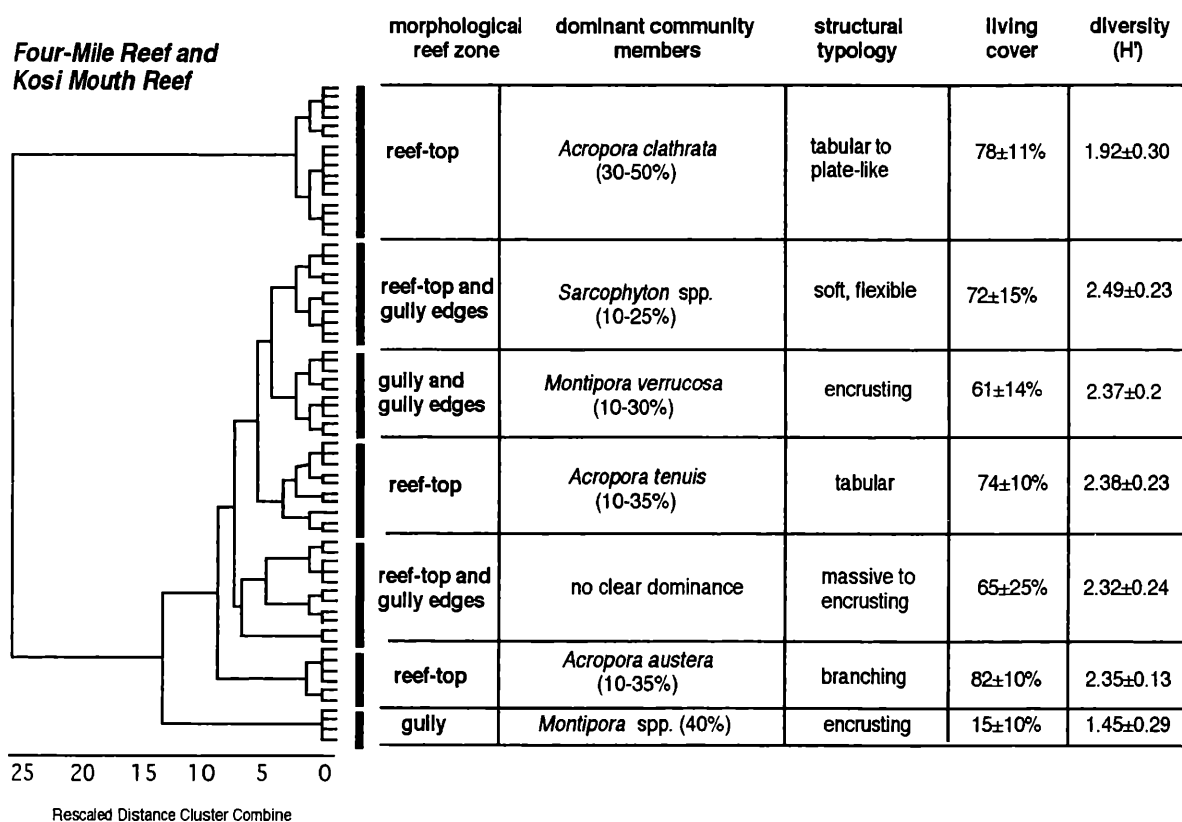 Four-Mile Reef and
Kosi Mouth Reef
morphological
reef zone
dominant community
members
structural
typology
living
cover
diversity
(H')
reef-top
Acropora clathrata
(30-50%)
tabular to
plate-like
78±11%
1.92±0.30
reef-top and
gully edges
Sarcophyton spp.
(10-25%)
soft, flexible
72±15%
2.49±0.23
gully and
gully edges
Montipora verrucosa
(10-30%)
encrusting
61±14%
2.37±0.2
reef-top
Acropora tenuis
(10-35%)
tabular
74±10%
2.38±0.23
reef-top and
gully edges
no clear dominance
massive to
encrusting
65±25%
2.32±0.24
reef-top
Acropora austera
(10-35%)
branching
82±10%
2.35±0.13
gully
Montipora spp. (40%)
encrusting
15±10%
1.45±0.29
25 20 15 10 5 0
Rescaled Distance Cluster Combine